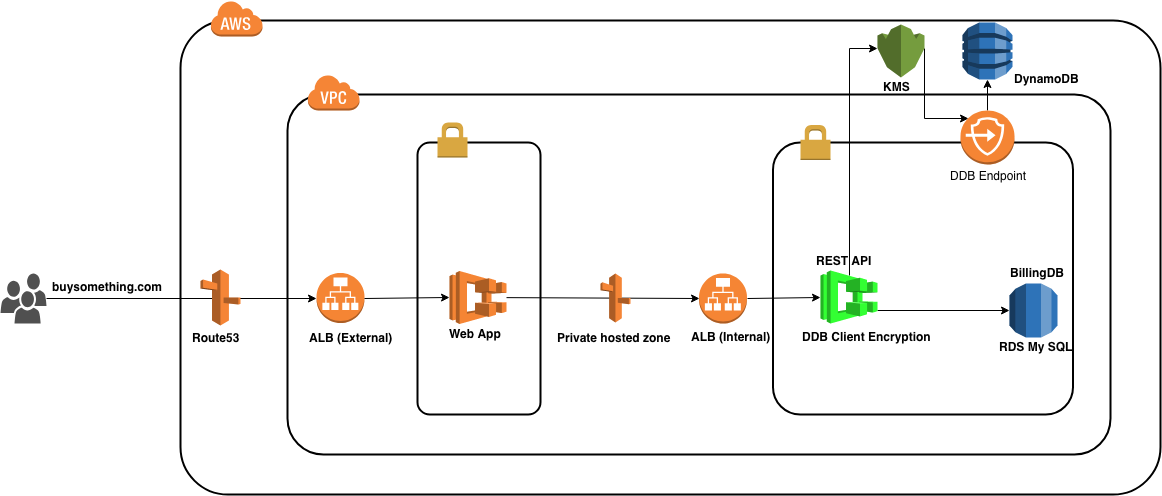 AWS
KMS
DynamoDB
VPC
DDB Endpoint
buysomething.com
REST API
BillingDB
Route53
ALB (External)
Web App
Private hosted zone
ALB (Internal)
DDB Client Encryption
RDS My SQL